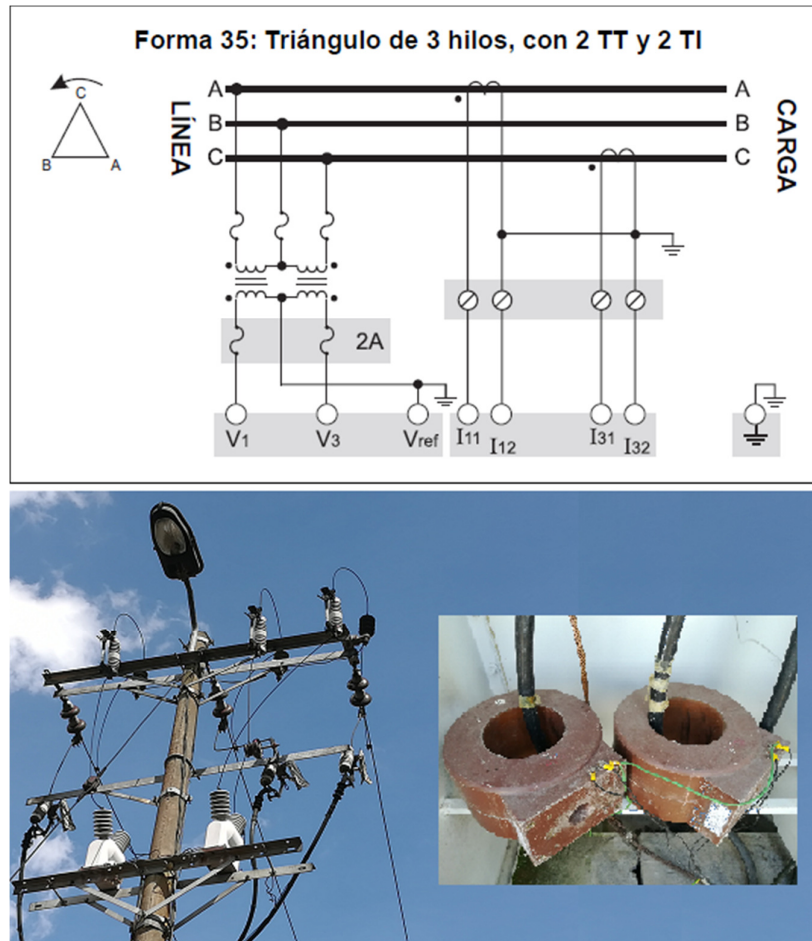 Forma 35: Triángulo de 3 hilos, con 2 TT y 2 TI
C
B A
LÍNEA
A A
B B
C C
CARGA
2A
V1 V3 Vref I11 I12 I31 I32